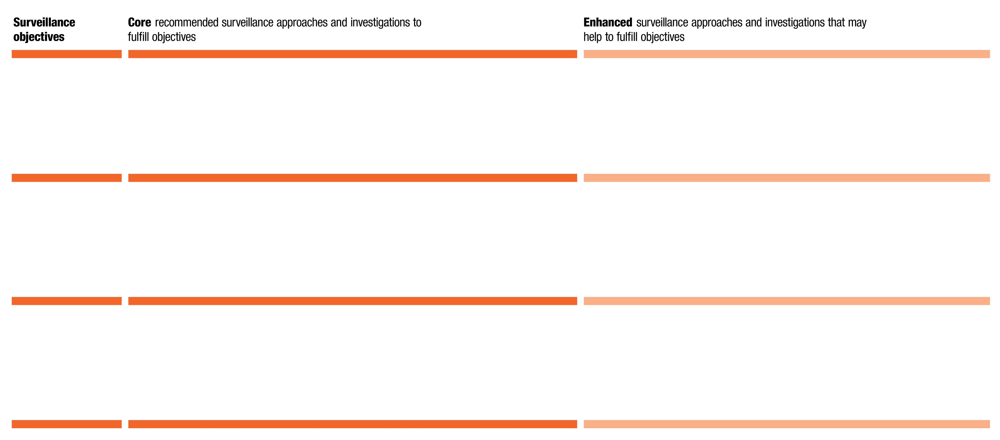 Surveillance
objectives
Core recommended surveillance approaches and investigations to
fulfill objectives
Enhanced surveillance approaches and investigations that may
help to fulfill objectives